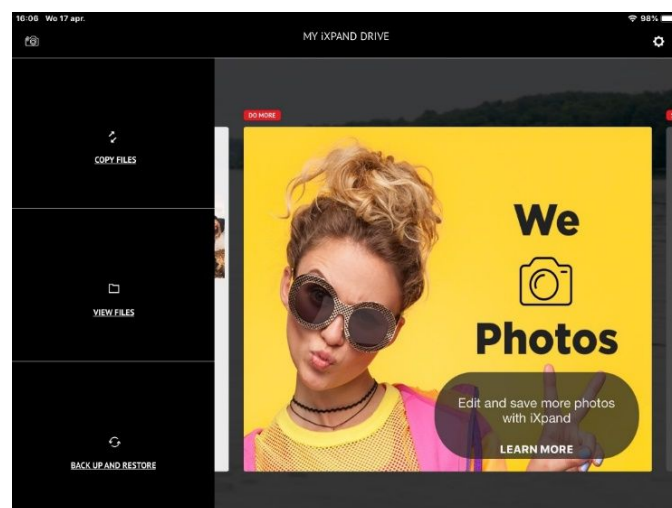 16:06 Wo 17 apr.
98%
MY iXPAND DRIVE
COPY FILES
VIEW FILES
BACK UP AND RESTORE
DO MORE
We
Photos
Edit and save more photos
with iXpand
LEARN MORE